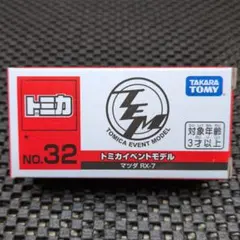 トミカ
TEM
TOMICA EVENT MODEL
TAKARA
TOMY
対象年齢
3才以上
NO.32
トミカイベントモデル
マツダ RX-7